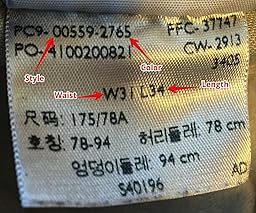 PC9- 00559-2765 FFC- 37747
PO- 4100200821 CW- 2913
3405
Style
Color
Waist
W31 L34
Length
尺码: 175/78A
호칭: 78-94 허리둘레: 78 cm
엉덩이둘레: 94 cm
S40196 AD